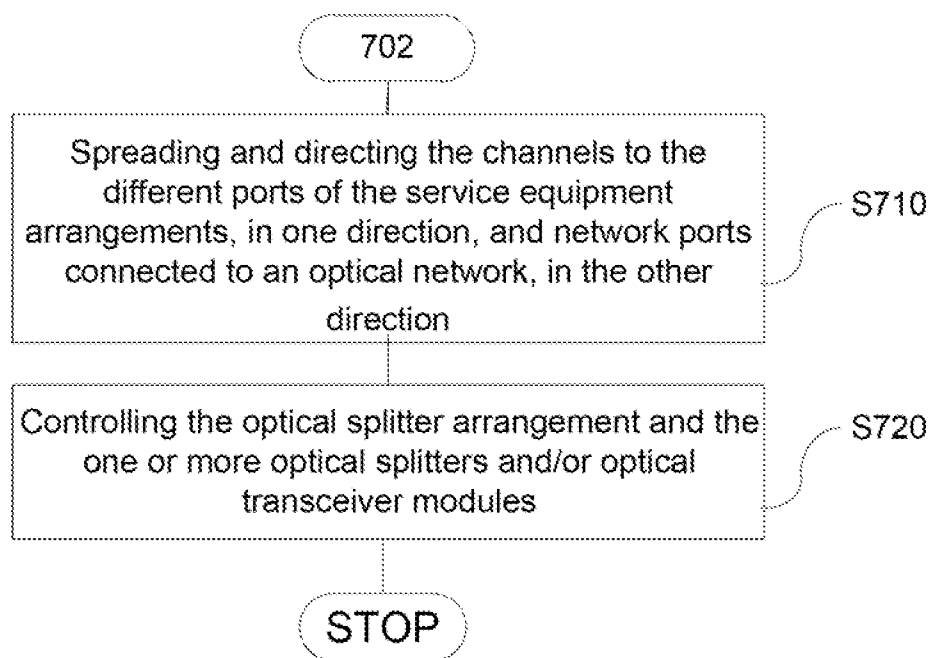 702
Spreading and directing the channels to the
different ports of the service equipment
arrangements, in one direction, and network ports
connected to an optical network, in the other
direction
S710
Controlling the optical splitter arrangement and the
one or more optical splitters and/or optical
transceiver modules
S720
STOP